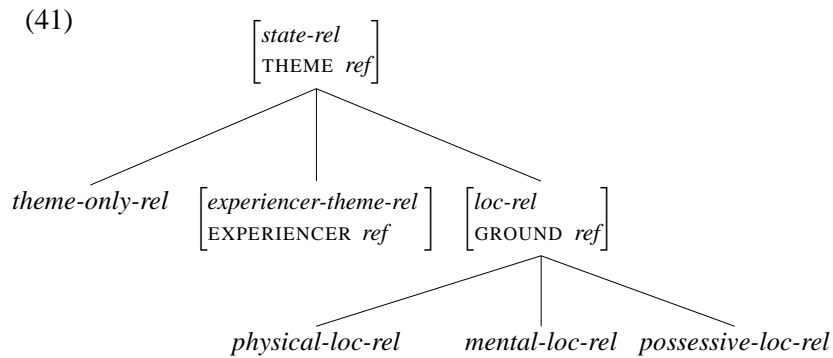 (41)
[state-rel
THEME ref]
theme-only-rel [experiencer-theme-rel [loc-rel
EXPERIENCER ref] GROUND ref]
physical-loc-rel mental-loc-rel possessive-loc-rel